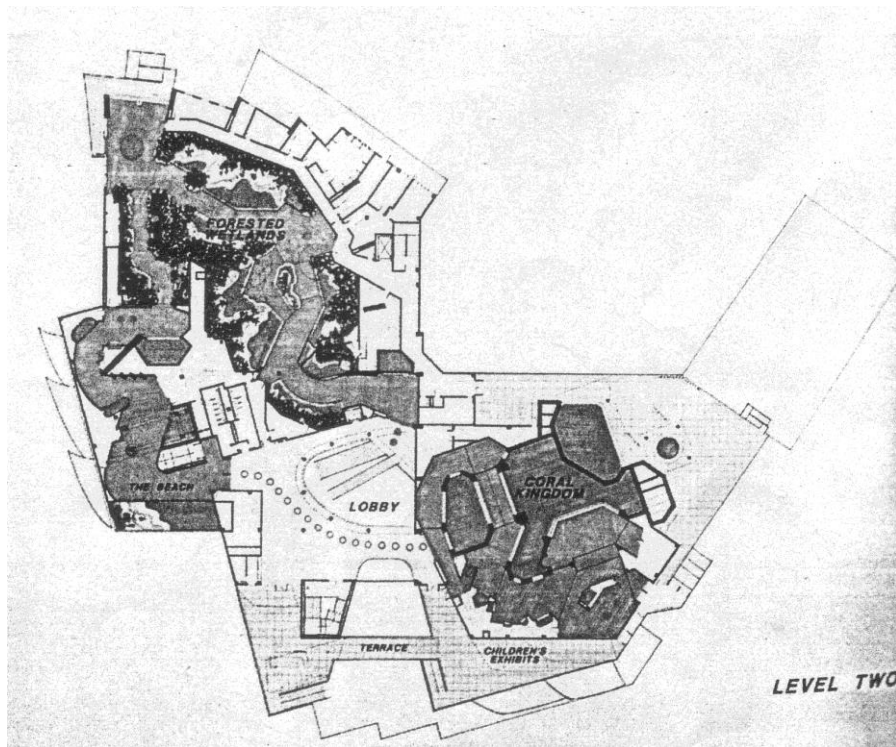 FORESTED
WETLANDS
THE BEACH
LOBBY
CORAL
KINGDOM
TERRACE
CHILDREN'S
EXHIBITS
LEVEL TWO